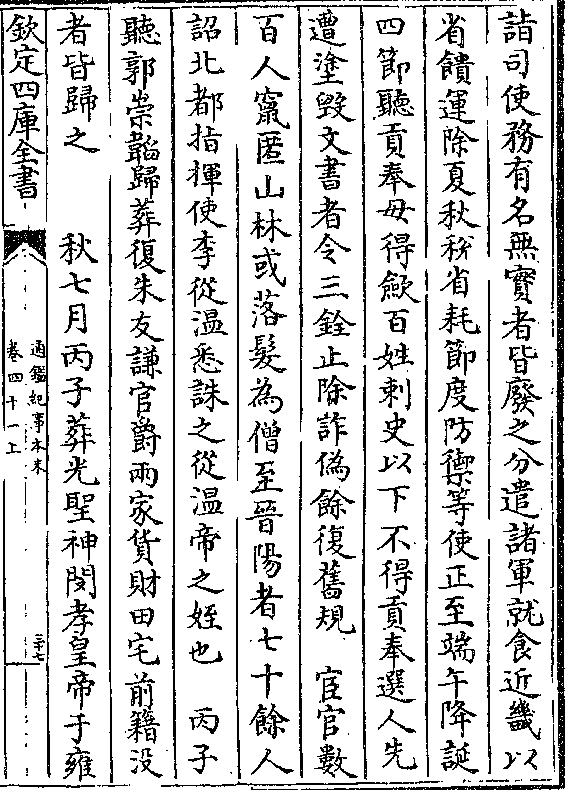 諸司使務有名無實者皆廢之分遣諸軍就食近畿以
省饋運除夏秋稅省耗節度防禦等使正至端午降誕
四節聽貢奉毋得斂百姓刺史以下不得貢奉選人先
遭塗毀文書者令三銓止除詐偽餘復舊規　宦官數
百人竄匿山林或落髮為僧至晉陽者七十餘人
詔北都指揮使李從溫悉誅之從溫帝之姪也　丙子
聽郭崇韜歸葬復朱友謙官爵兩家貨財田宅前籍沒
者皆歸之　秋七月丙子葬光聖神閔孝皇帝于雍
欽定四庫全書
通鑑紀事本末
卷四十一上
三十七